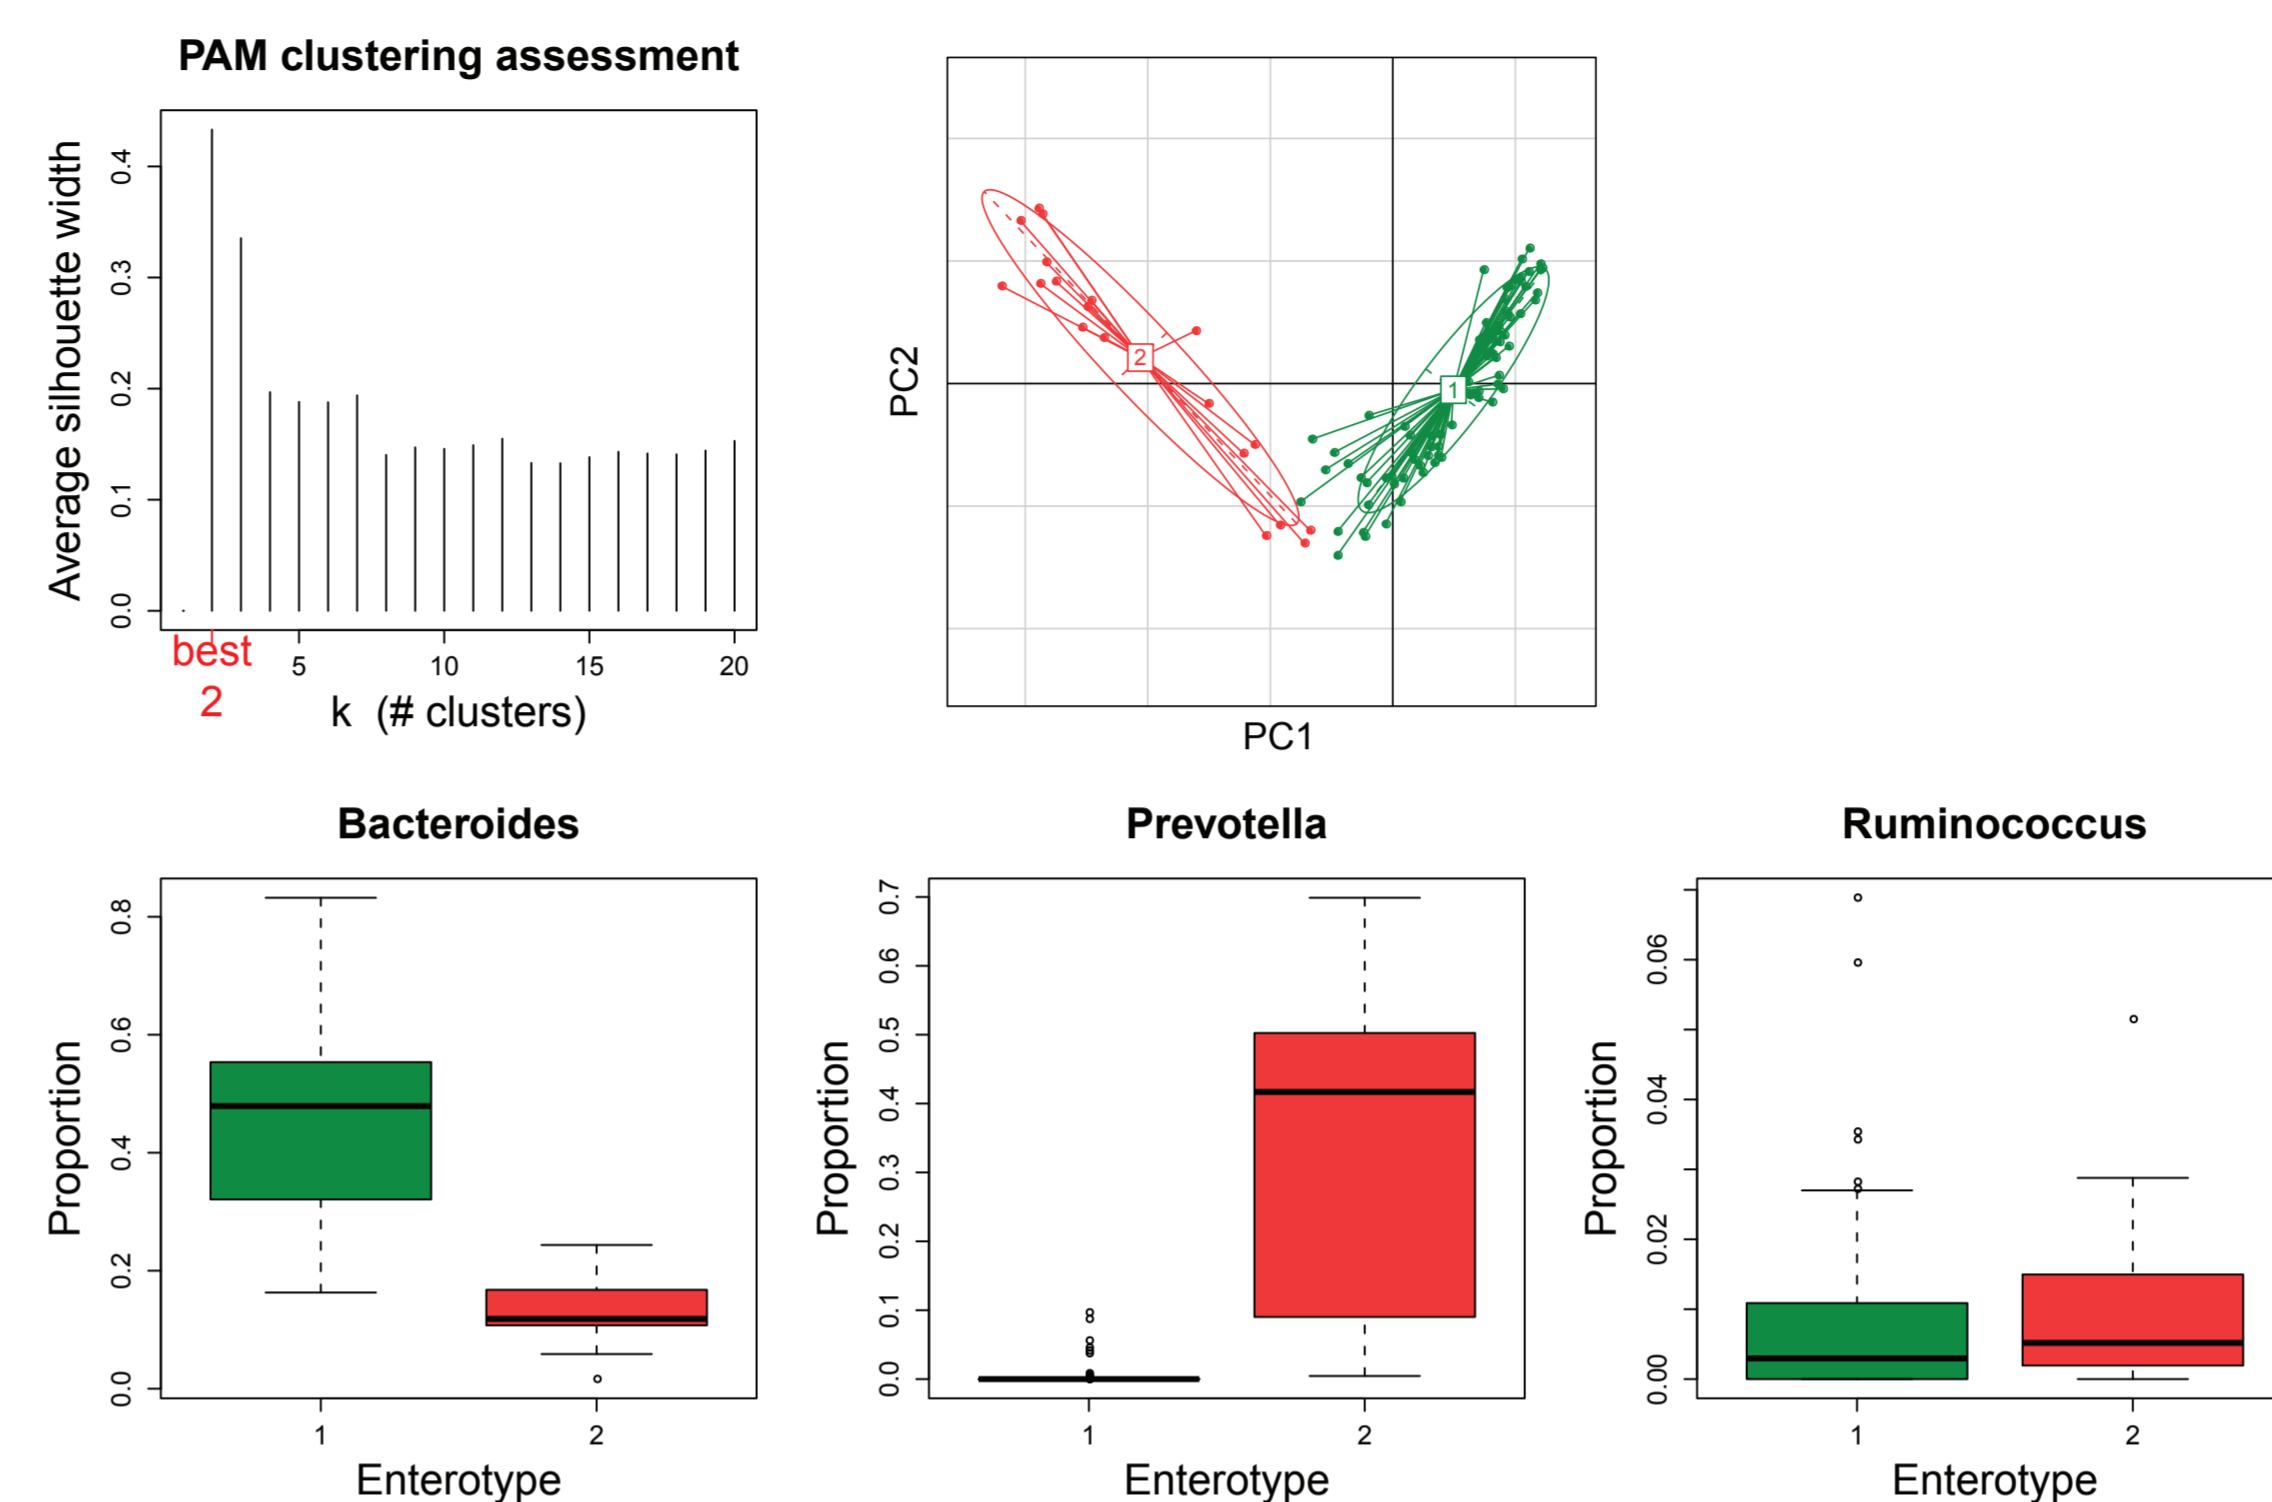 PAM clustering assessment
Average silhouette width
0.0 0.1 0.2 0.3 0.4
best
2
5 10 15 20
k (# clusters)
PC2
2
1
PC1
Bacteroides
Proportion
0.0 0.2 0.4 0.6 0.8
1 2
Enterotype
Prevotella
Proportion
0.0 0.1 0.2 0.3 0.4 0.5 0.6 0.7
1 2
Enterotype
Ruminococcus
Proportion
0.00 0.02 0.04 0.06
1 2
Enterotype